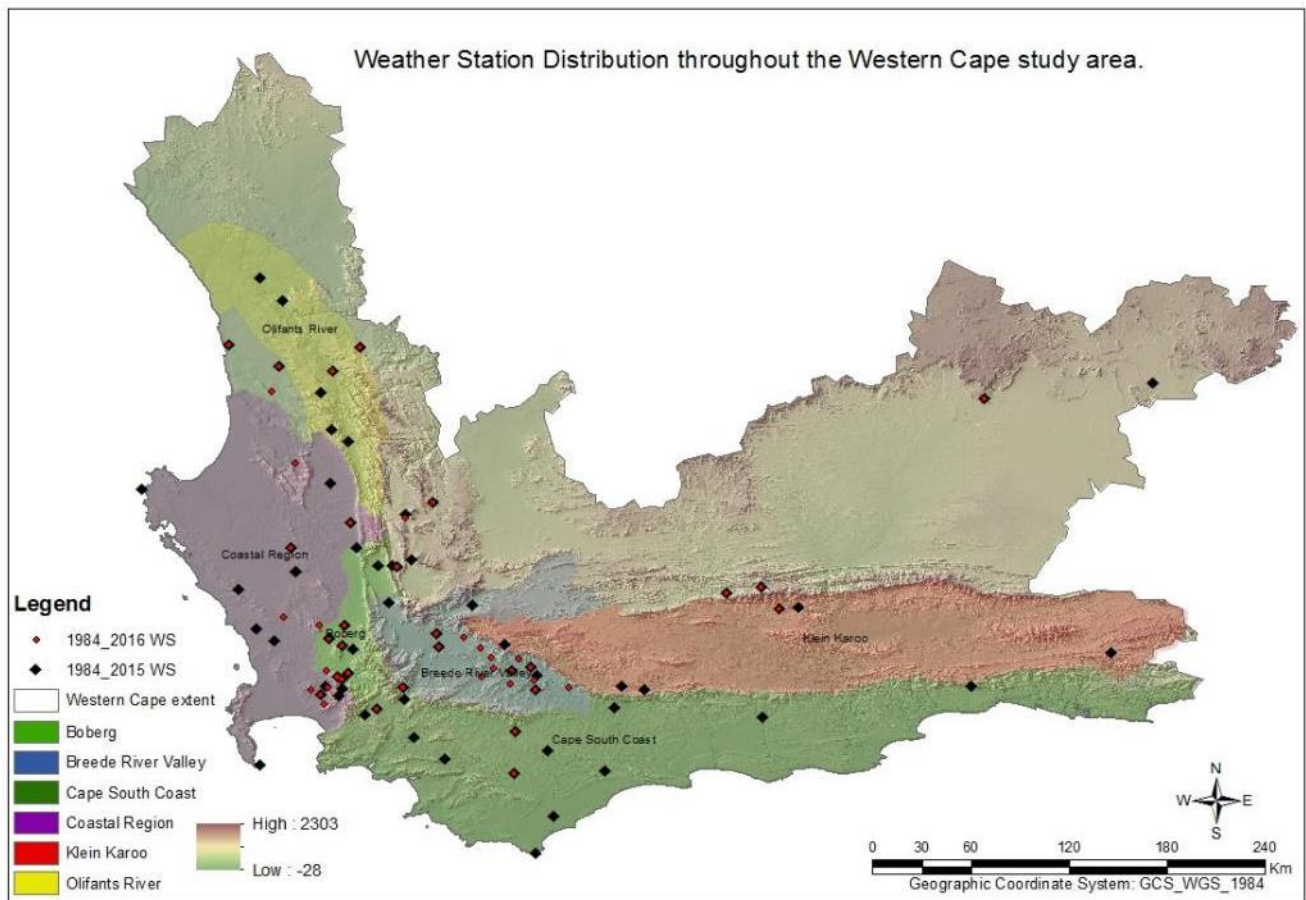 Weather Station Distribution throughout the Western Cape study area.
Olifants River
Coastal Region
Boberg
Klein Karoo
Breede River Valley
Cape South Coast
Legend
1984_2016 WS
1984_2015 WS
Western Cape extent
Boberg
Breede River Valley
Cape South Coast
Coastal Region
Klein Karoo
Olifants River
High : 2303
Low : -28
N
W E
S
0 30 60 120 180 240
Km
Geographic Coordinate System: GCS_WGS_1984